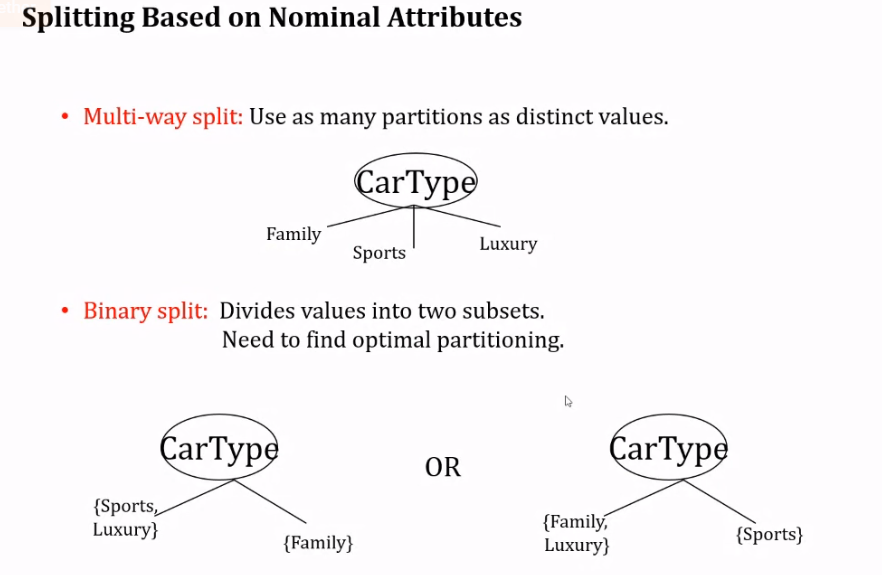 Splitting Based on Nominal Attributes
• Multi-way split: Use as many partitions as distinct values.
CarType
Family
Sports
Luxury
• Binary split: Divides values into two subsets.
Need to find optimal partitioning.
CarType
{Sports,
Luxury}
{Family}
OR
CarType
{Family,
Luxury}
{Sports}